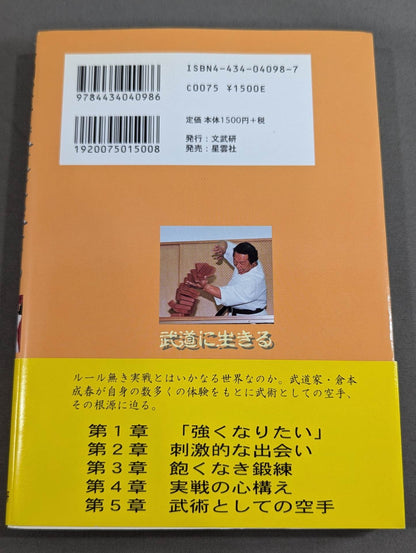 ISBN4-434-04098-7
9784434040986
C0075 ¥1500E
定価 本体1500円+税
発行：文武研
発売：星雲社
1920075015008
武道に生きる
ルール無き実戦とはいかなる世界なのか。武道家・倉本
成春が自身の数多くの体験をもとに武術としての空手、
その根源に迫る。
第1章 「強くなりたい」
第2章 刺激的な出会い
第3章 飽くなき鍛練
第4章 実戦の心構え
第5章 武術としての空手